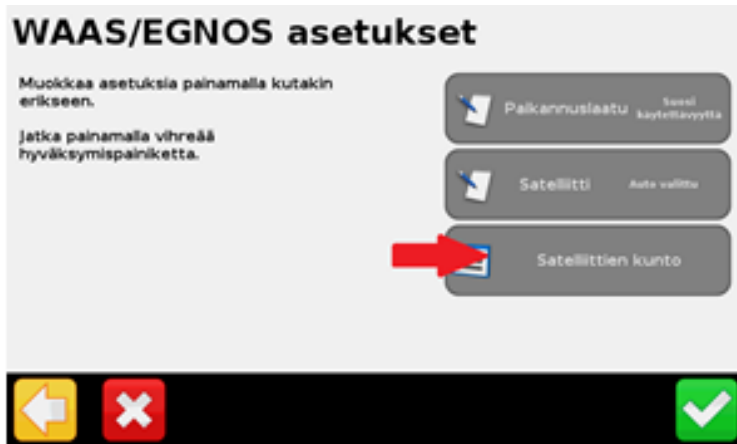 WAAS/EGNOS asetukset
Muokkaa asetuksia painamalla kutakin
erikseen.
Jatka painamalla vihreää
hyväksymispainiketta.
Paikannuslaatu
Suosi
käytettävyyttä
Satelliitti
Auto valittu
Satelliittien kunto